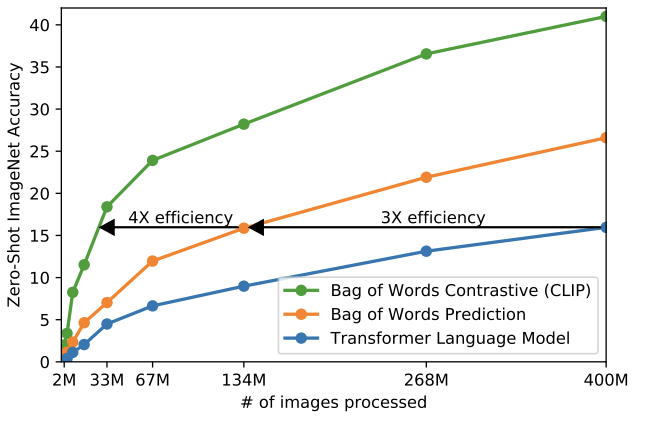 Zero-Shot ImageNet Accuracy
40
35
30
25
20
15
10
5
0
4X efficiency
3X efficiency
Bag of Words Contrastive (CLIP)
Bag of Words Prediction
Transformer Language Model
2M 33M 67M 134M 268M 400M
# of images processed